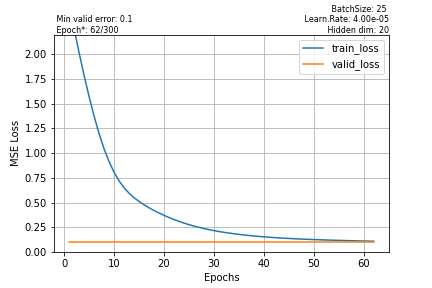 BatchSize: 25
Min valid error: 0.1
Learn.Rate: 4.00e-05
Epoch*: 62/300
Hidden dim: 20
train_loss
valid_loss
2.00
1.75
1.50
1.25
1.00
0.75
0.50
0.25
0.00
MSE Loss
0 10 20 30 40 50 60
Epochs